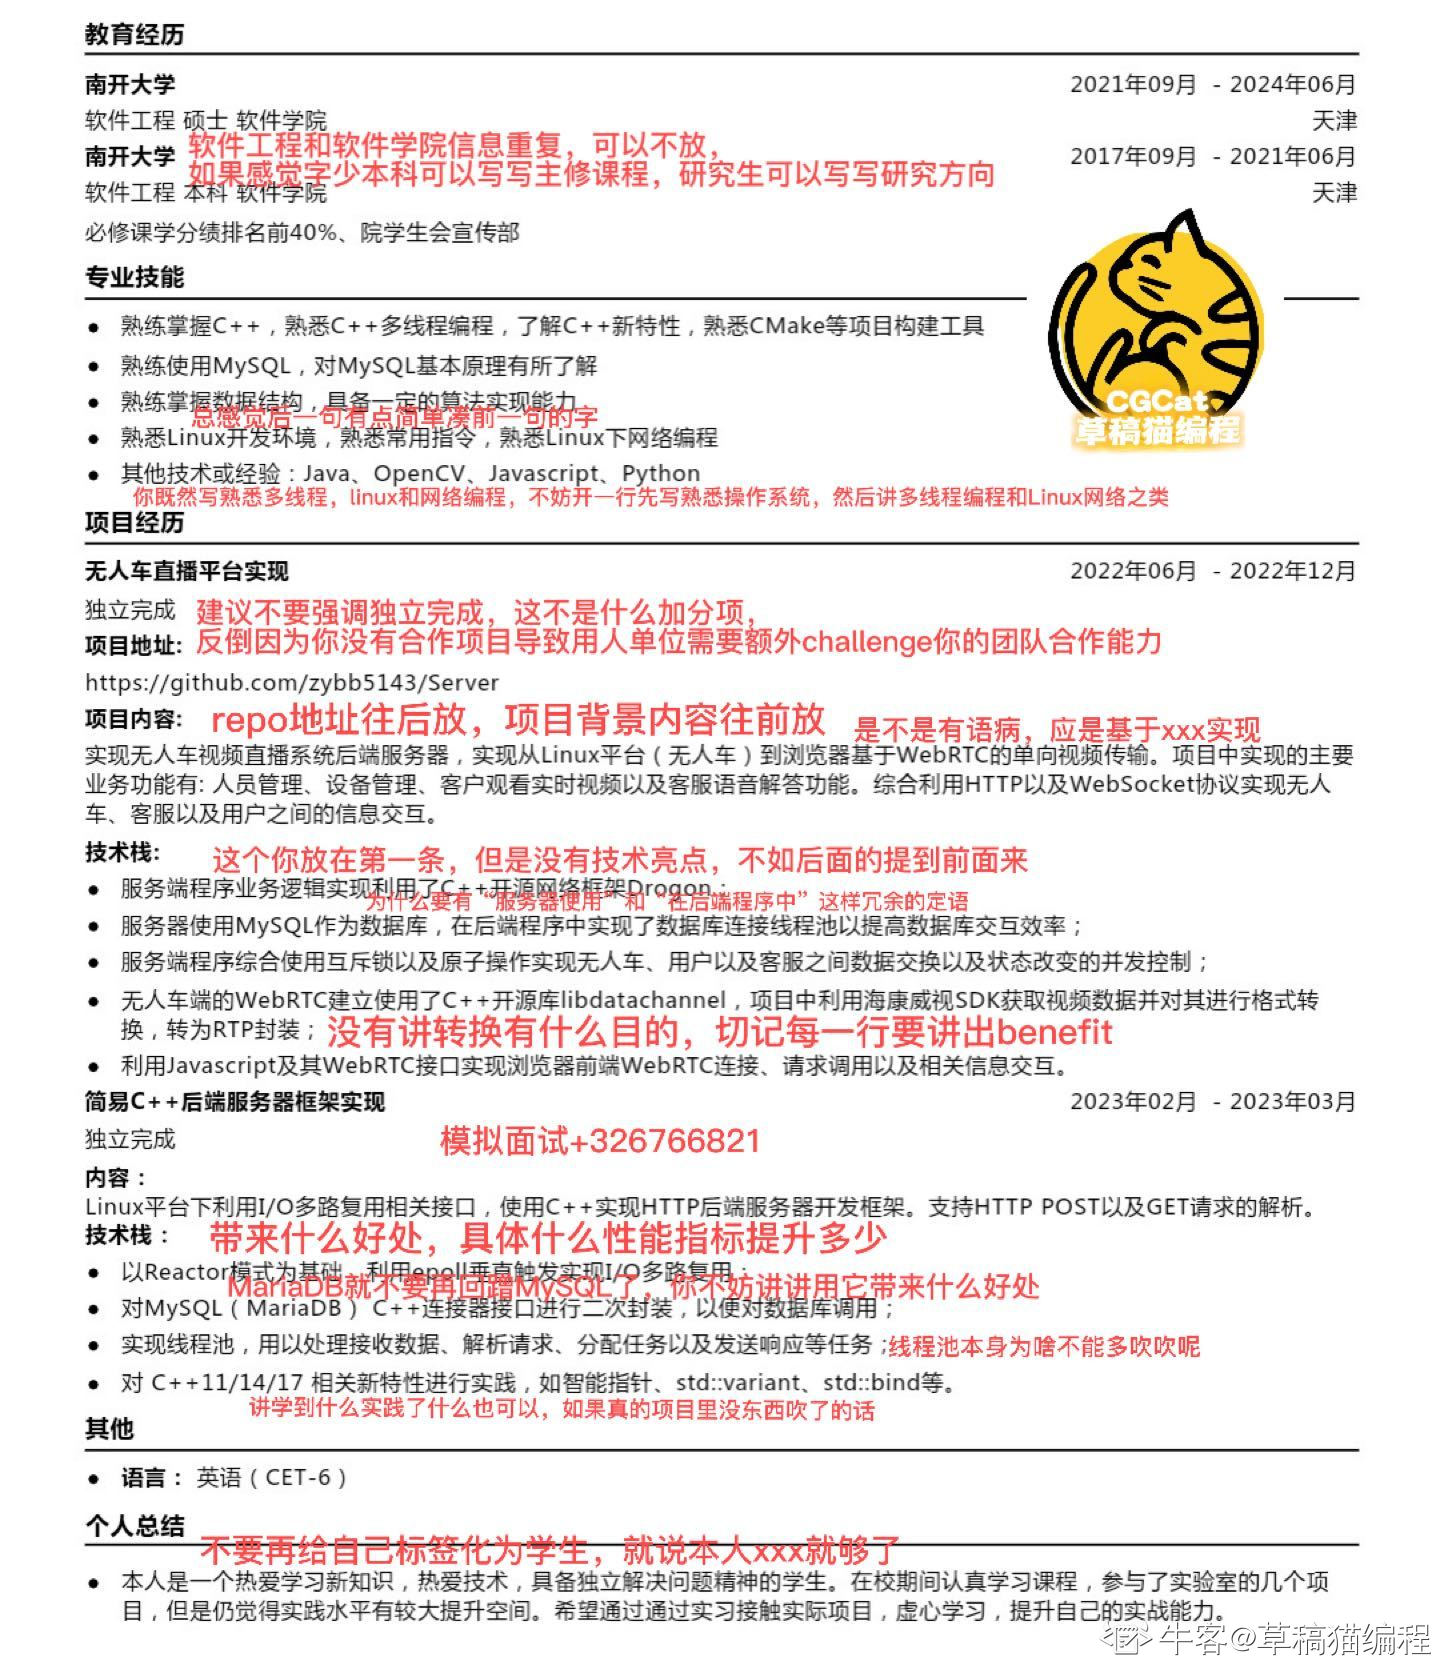 教育经历
南开大学 2021年09月 - 2024年06月
软件工程 硕士 软件学院 天津
软件工程和软件学院信息重复，可以不放，
南开大学 2017年09月 - 2021年06月
如果感觉字少本科可以写写主修课程，研究生可以写写研究方向
软件工程 本科 软件学院 天津
必修课学分绩排名前40%、院学生会宣传部
专业技能
熟练掌握C++，熟悉C++多线程编程，了解C++新特性，熟悉CMake等项目构建工具
熟练使用MySQL，对MySQL基本原理有所了解
熟练掌握数据结构，具备一定的算法实现能力
总感觉后一句有点简单凑前一句的字
熟悉Linux开发环境，熟悉常用指令，熟悉Linux下网络编程
其他技术或经验：Java、OpenCV、Javascript、Python
你既然写熟悉多线程，linux和网络编程，不妨开一行先写熟悉操作系统，然后讲多线程编程和Linux网络之类
CGCat
草稿猫编程
项目经历
无人车直播平台实现 2022年06月 - 2022年12月
独立完成 建议不要强调独立完成，这不是什么加分项，
项目地址: 反倒因为你没有合作项目导致用人单位需要额外challenge你的团队合作能力
https://github.com/zybb5143/Server
项目内容: repo地址往后放，项目背景内容往前放 是不是有语病，应是基于xxx实现
实现无人车视频直播系统后端服务器，实现从Linux平台（无人车）到浏览器基于WebRTC的单向视频传输。项目中实现的主要
业务功能有: 人员管理、设备管理、客户观看实时视频以及客服语音解答功能。综合利用HTTP以及WebSocket协议实现无人
车、客服以及用户之间的信息交互。
技术栈: 这个你放在第一条，但是没有技术亮点，不如后面的提到前面来
服务端程序业务逻辑实现利用了C++开源网络框架Drogon；
为什么要有“服务器使用”和“在后端程序中”这样冗余的定语
服务器使用MySQL作为数据库，在后端程序中实现了数据库连接线程池以提高数据库交互效率；
服务端程序综合使用互斥锁以及原子操作实现无人车、用户以及客服之间数据交换以及状态改变的并发控制；
无人车端的WebRTC建立使用了C++开源库libdatachannel，项目中利用海康威视SDK获取视频数据并对其进行格式转
换，转为RTP封装； 没有讲转换有什么目的，切记每一行要讲出benefit
利用Javascript及其WebRTC接口实现浏览器前端WebRTC连接、请求调用以及相关信息交互。
简易C++后端服务器框架实现 2023年02月 - 2023年03月
独立完成 模拟面试+326766821
内容：
Linux平台下利用I/O多路复用相关接口，使用C++实现HTTP后端服务器开发框架。支持HTTP POST以及GET请求的解析。
技术栈： 带来什么好处，具体什么性能指标提升多少
以Reactor模式为基础，利用epoll垂直触发实现I/O多路复用；
MariaDB就不要再回蹭MySQL了，你不妨讲讲用它带来什么好处
对MySQL（MariaDB） C++连接器接口进行二次封装，以便对数据库调用；
实现线程池，用以处理接收数据、解析请求、分配任务以及发送响应等任务；线程池本身为啥不能多吹吹呢
对 C++11/14/17 相关新特性进行实践，如智能指针、std::variant、std::bind等。
讲学到什么实践了什么也可以，如果真的项目里没东西吹了的话
其他
语言： 英语（CET-6）
个人总结
不要再给自己标签化为学生，就说本人xxx就够了
本人是一个热爱学习新知识，热爱技术，具备独立解决问题精神的学生。在校期间认真学习课程，参与了实验室的几个项
目，但是仍觉得实践水平有较大提升空间。希望通过通过实习接触实际项目，虚心学习，提升自己的实战能力。
牛客@草稿猫编程